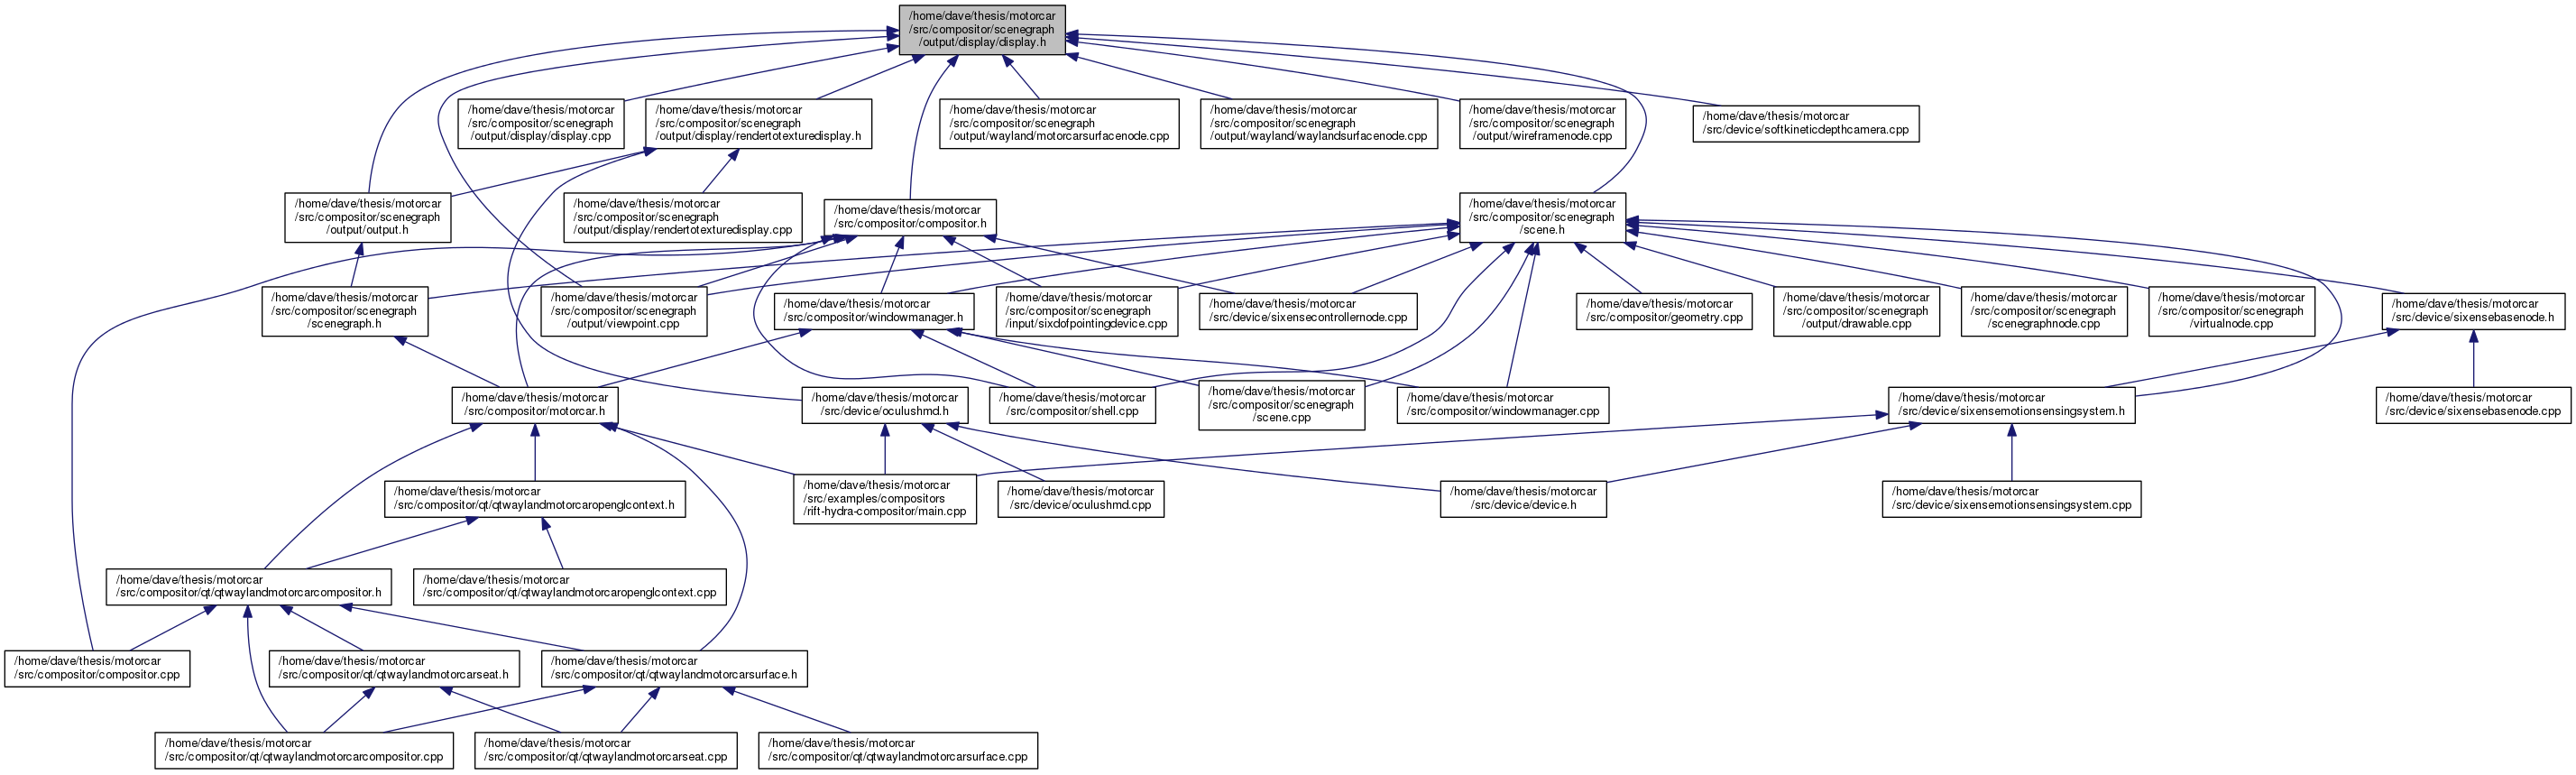 /home/dave/thesis/motorcar
/src/compositor/scenegraph
/output/display/display.h
/home/dave/thesis/motorcar
/src/compositor/scenegraph
/output/display/display.cpp
/home/dave/thesis/motorcar
/src/compositor/scenegraph
/output/display/rendertotexturedisplay.h
/home/dave/thesis/motorcar
/src/compositor/scenegraph
/output/wayland/motorcarsurfacenode.cpp
/home/dave/thesis/motorcar
/src/compositor/scenegraph
/output/wayland/waylandsurfacenode.cpp
/home/dave/thesis/motorcar
/src/compositor/scenegraph
/output/wireframenode.cpp
/home/dave/thesis/motorcar
/src/device/softkineticdepthcamera.cpp
/home/dave/thesis/motorcar
/src/compositor/scenegraph
/output/output.h
/home/dave/thesis/motorcar
/src/compositor/scenegraph
/output/display/rendertotexturedisplay.cpp
/home/dave/thesis/motorcar
/src/compositor/compositor.h
/home/dave/thesis/motorcar
/src/compositor/scenegraph
/scene.h
/home/dave/thesis/motorcar
/src/compositor/scenegraph
/scenegraph.h
/home/dave/thesis/motorcar
/src/compositor/scenegraph
/output/viewpoint.cpp
/home/dave/thesis/motorcar
/src/compositor/windowmanager.h
/home/dave/thesis/motorcar
/src/compositor/scenegraph
/input/sixdofpointingdevice.cpp
/home/dave/thesis/motorcar
/src/device/sixensecontrollernode.cpp
/home/dave/thesis/motorcar
/src/compositor/geometry.cpp
/home/dave/thesis/motorcar
/src/compositor/scenegraph
/output/drawable.cpp
/home/dave/thesis/motorcar
/src/compositor/scenegraph
/scenegraphnode.cpp
/home/dave/thesis/motorcar
/src/compositor/scenegraph
/virtualnode.cpp
/home/dave/thesis/motorcar
/src/device/sixensebasenode.h
/home/dave/thesis/motorcar
/src/compositor/motorcar.h
/home/dave/thesis/motorcar
/src/device/oculushmd.h
/home/dave/thesis/motorcar
/src/compositor/shell.cpp
/home/dave/thesis/motorcar
/src/compositor/scenegraph
/scene.cpp
/home/dave/thesis/motorcar
/src/compositor/windowmanager.cpp
/home/dave/thesis/motorcar
/src/device/sixensemotionsensingsystem.h
/home/dave/thesis/motorcar
/src/device/sixensebasenode.cpp
/home/dave/thesis/motorcar
/src/compositor/qt/qtwaylandmotorcaropenglcontext.h
/home/dave/thesis/motorcar
/src/examples/compositors
/rift-hydra-compositor/main.cpp
/home/dave/thesis/motorcar
/src/device/oculushmd.cpp
/home/dave/thesis/motorcar
/src/device/device.h
/home/dave/thesis/motorcar
/src/device/sixensemotionsensingsystem.cpp
/home/dave/thesis/motorcar
/src/compositor/qt/qtwaylandmotorcarcompositor.h
/home/dave/thesis/motorcar
/src/compositor/qt/qtwaylandmotorcaropenglcontext.cpp
/home/dave/thesis/motorcar
/src/compositor/compositor.cpp
/home/dave/thesis/motorcar
/src/compositor/qt/qtwaylandmotorcarseat.h
/home/dave/thesis/motorcar
/src/compositor/qt/qtwaylandmotorcarsurface.h
/home/dave/thesis/motorcar
/src/compositor/qt/qtwaylandmotorcarcompositor.cpp
/home/dave/thesis/motorcar
/src/compositor/qt/qtwaylandmotorcarseat.cpp
/home/dave/thesis/motorcar
/src/compositor/qt/qtwaylandmotorcarsurface.cpp